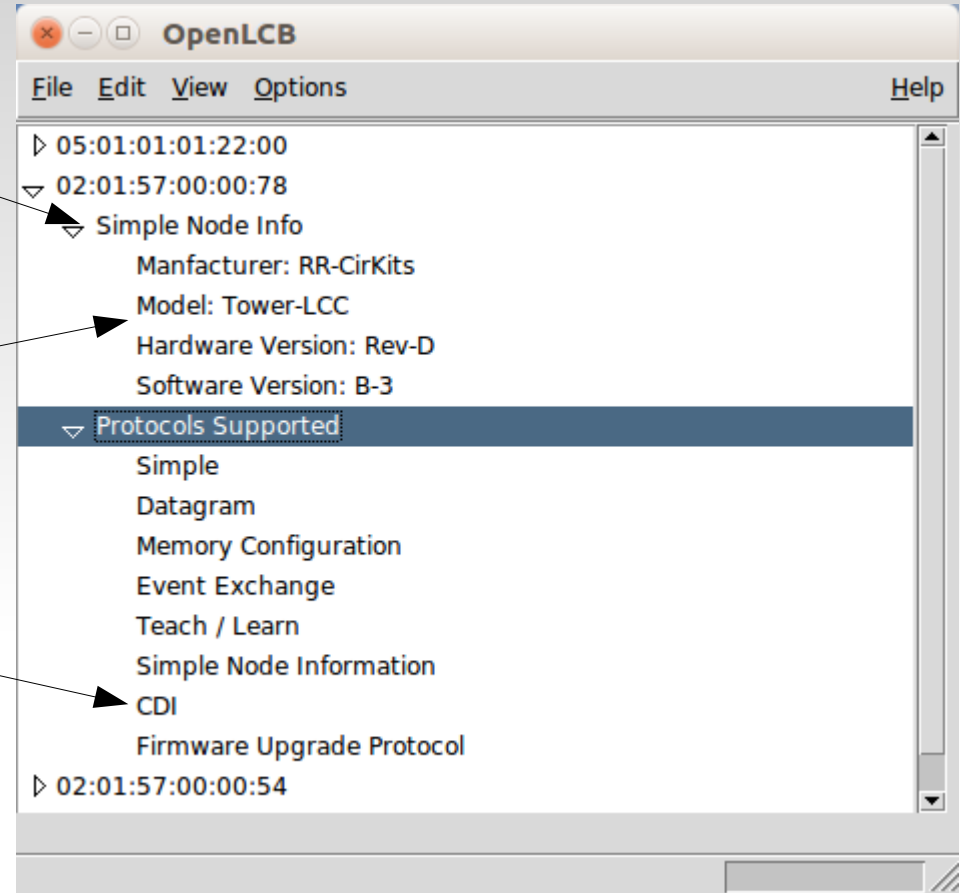 OpenLCB
File Edit View Options Help
05:01:01:01:22:00
02:01:57:00:00:78
Simple Node Info
Manfacturer: RR-CirKits
Model: Tower-LCC
Hardware Version: Rev-D
Software Version: B-3
Protocols Supported
Simple
Datagram
Memory Configuration
Event Exchange
Teach / Learn
Simple Node Information
CDI
Firmware Upgrade Protocol
02:01:57:00:00:54